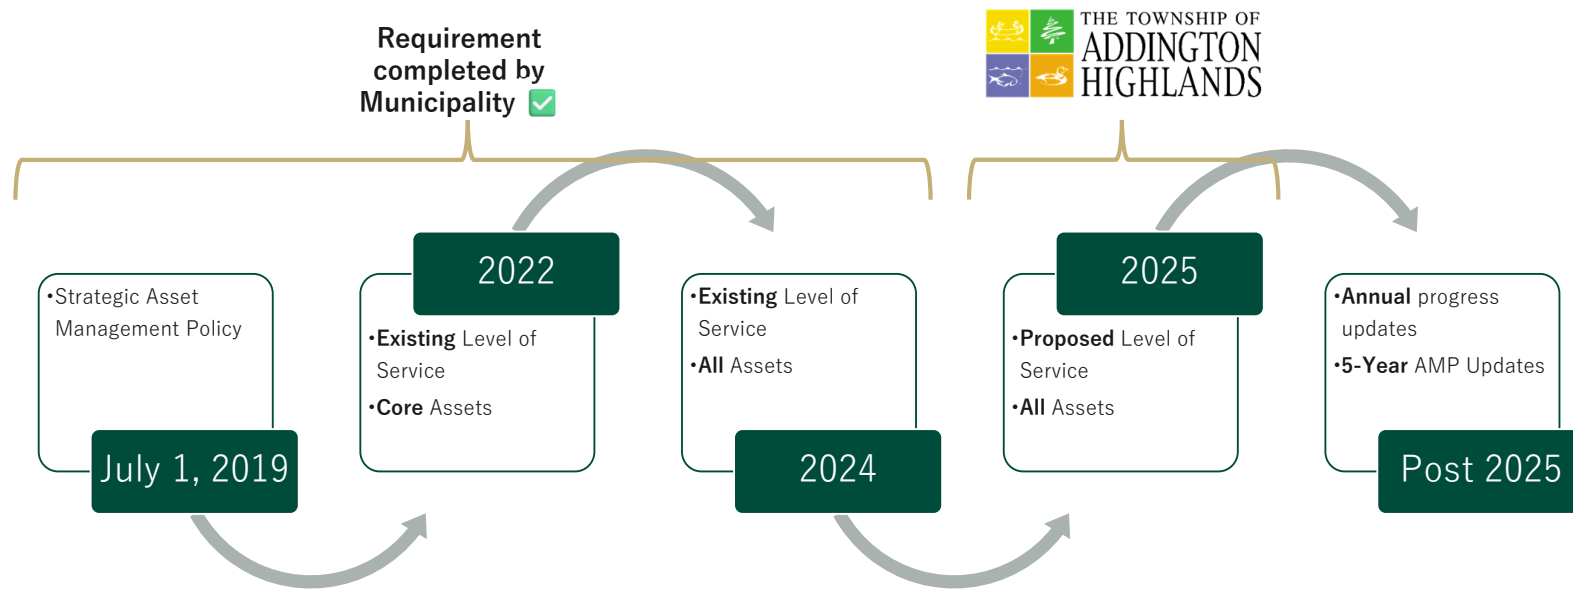 Requirement
completed by
Municipality ✅
THE TOWNSHIP OF
ADDINGTON
HIGHLANDS
•Strategic Asset
Management Policy
July 1, 2019
2022
•Existing Level of
Service
•Core Assets
•Existing Level of
Service
•All Assets
2024
2025
•Proposed Level of
Service
•All Assets
•Annual progress
updates
•5-Year AMP Updates
Post 2025